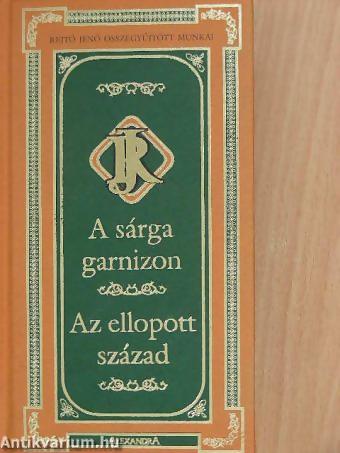 REJTŐ JENŐ ÖSSZEGYŰJTÖTT MUNKÁI
JR
A sárga
garnizon
Az ellopott
század
ALEXANDRA
Antikvarium.hu